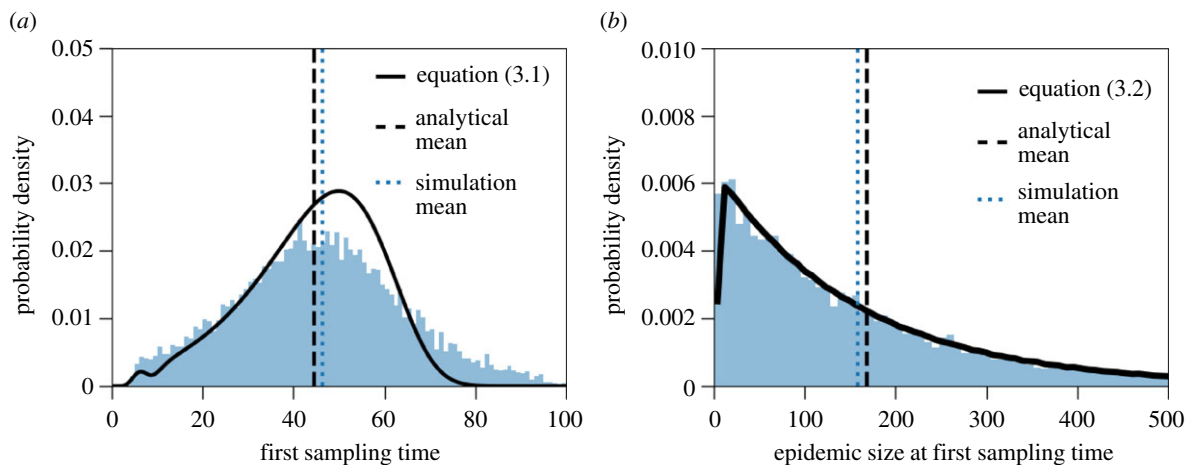 (a)
probability density
0.05
0.04
0.03
0.02
0.01
0
equation (3.1)
analytical
mean
simulation
mean
0
20
40
60
80
100
first sampling time
(b)
probability density
0.010
0.008
0.006
0.004
0.002
0
equation (3.2)
analytical
mean
simulation
mean
0
100
200
300
400
500
epidemic size at first sampling time